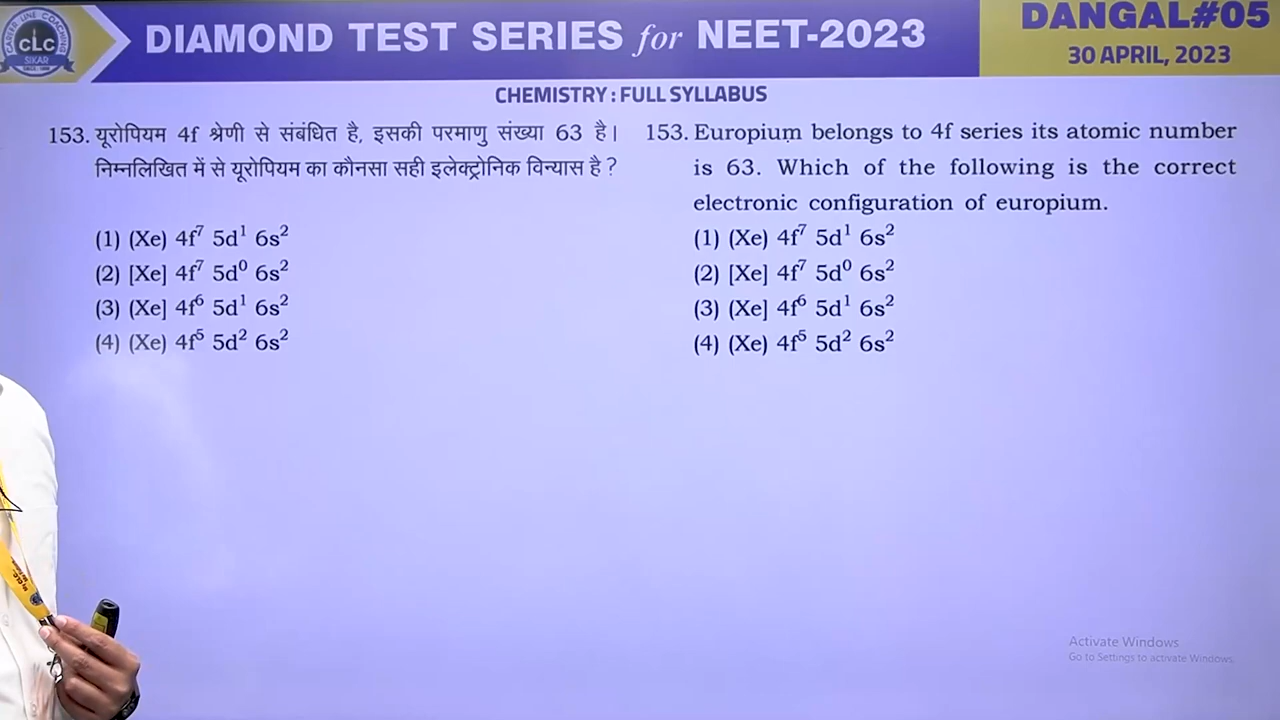 CAREER LINE COACHING
CLC
SIKAR
DIAMOND TEST SERIES for NEET-2023
DANGAL#05
30 APRIL, 2023
CHEMISTRY : FULL SYLLABUS
153. यूरोपियम 4f श्रेणी से संबंधित है, इसकी परमाणु संख्या 63 है।
निम्नलिखित में से यूरोपियम का कौनसा सही इलेक्ट्रोनिक विन्यास है ?
(1) (Xe) 4f⁷ 5d¹ 6s²
(2) [Xe] 4f⁷ 5d⁰ 6s²
(3) (Xe] 4f⁶ 5d¹ 6s²
(4) (Xe) 4f⁵ 5d² 6s²
153. Europium belongs to 4f series its atomic number
is 63. Which of the following is the correct
electronic configuration of europium.
(1) (Xe) 4f⁷ 5d¹ 6s²
(2) [Xe] 4f⁷ 5d⁰ 6s²
(3) (Xe] 4f⁶ 5d¹ 6s²
(4) (Xe) 4f⁵ 5d² 6s²
Activate Windows
Go to Settings to activate Windows.